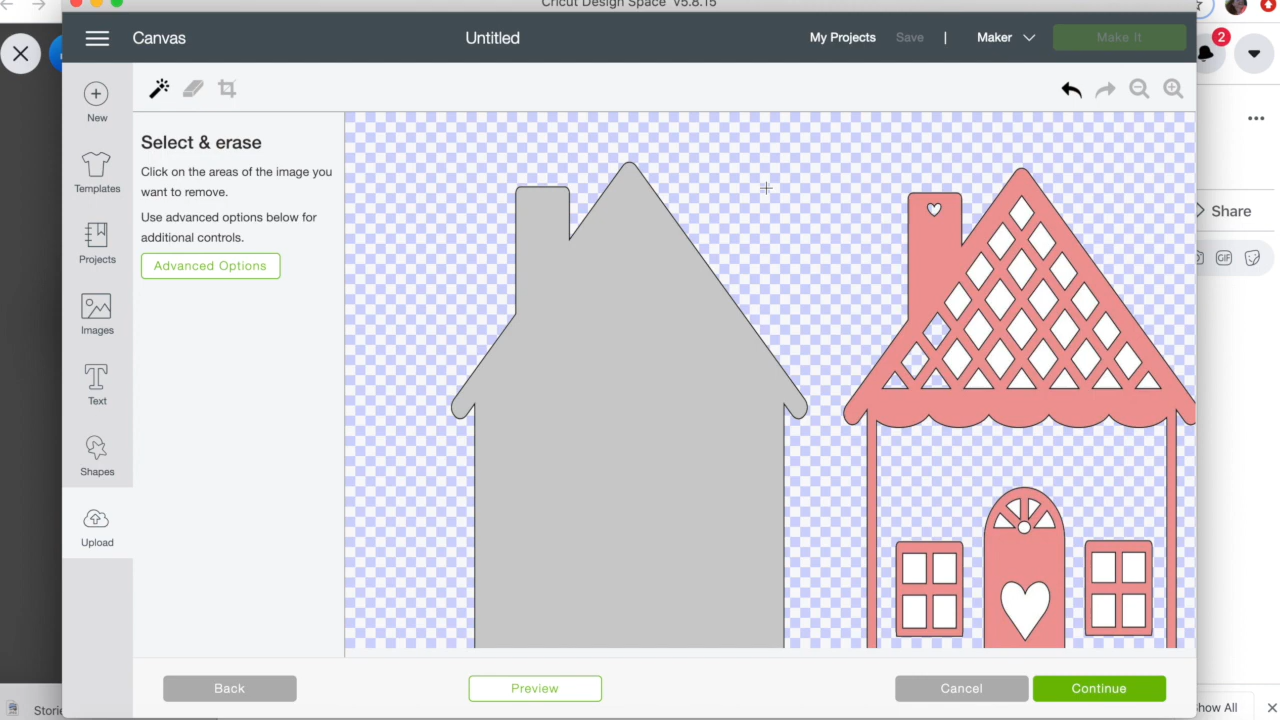 Cricut Design Space v5.8.15
Canvas
Untitled
My Projects
Save
|
Maker
Make It
2
New
Templates
Projects
Images
Text
Shapes
Upload
Select & erase
Click on the areas of the image you
want to remove.
Use advanced options below for
additional controls.
Advanced Options
Share
GIF
Back
Preview
Cancel
Continue
All